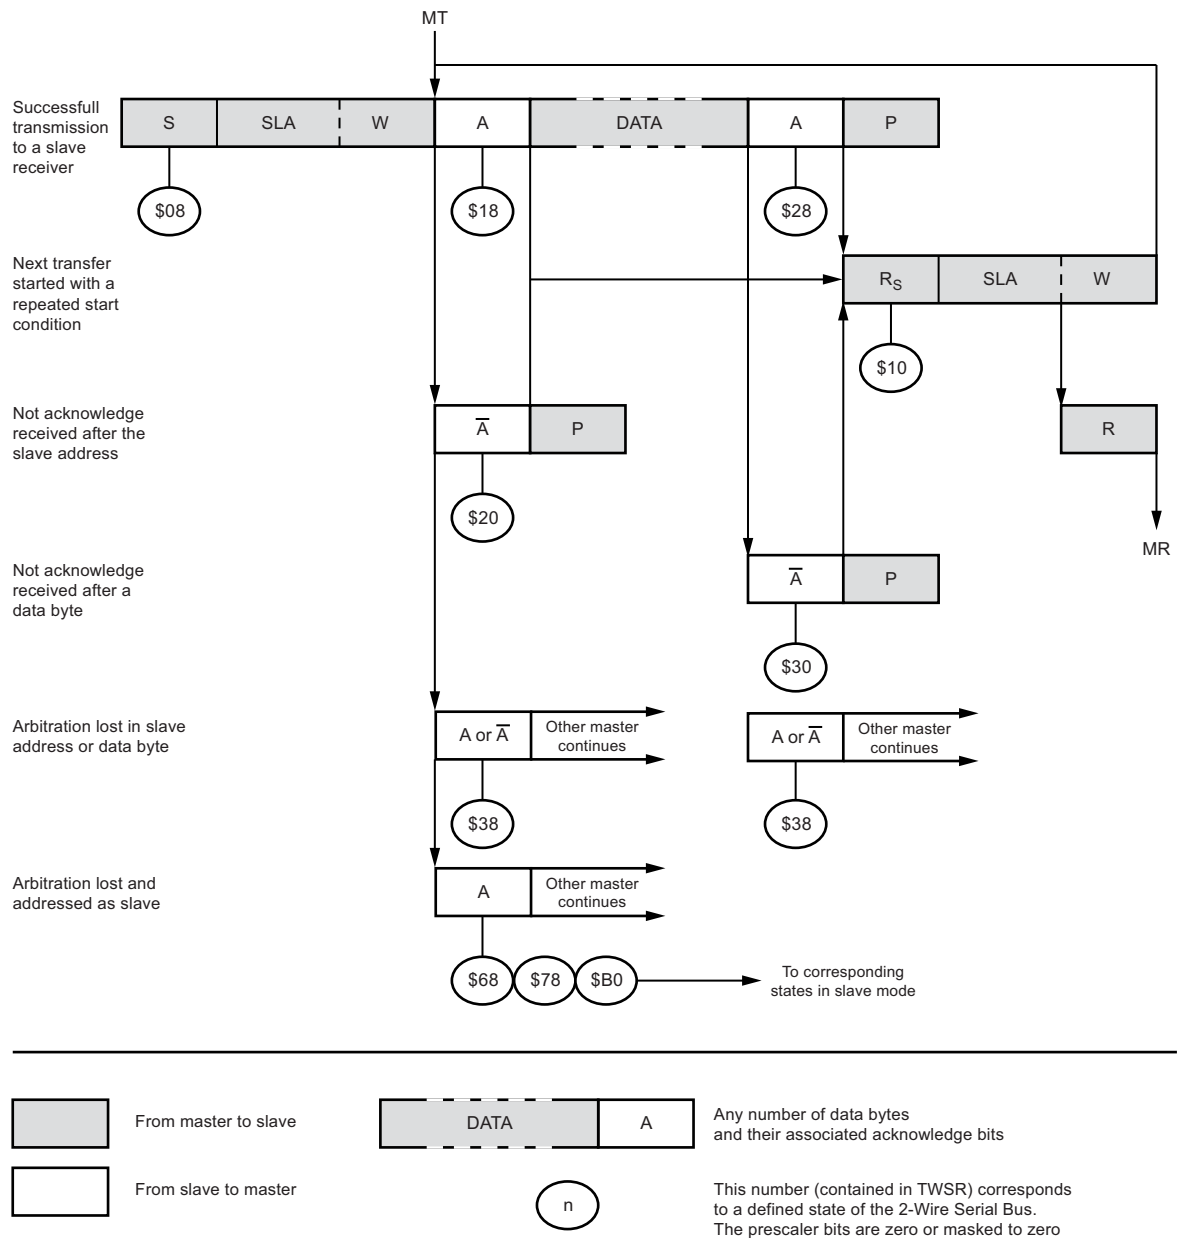 MT
Successfull
transmission
to a slave
receiver
S SLA W A DATA A P
$08 $18 $28
Next transfer
started with a
repeated start
condition
RS SLA W
$10
Not acknowledge
received after the
slave address
A̅ P
R
$20
MR
Not acknowledge
received after a
data byte
A̅ P
$30
Arbitration lost in slave
address or data byte
A or A̅
Other master
continues
A or A̅
Other master
continues
$38 $38
Arbitration lost and
addressed as slave
A
Other master
continues
$68 $78 $B0
To corresponding
states in slave mode
From master to slave
DATA A
Any number of data bytes
and their associated acknowledge bits
From slave to master
n
This number (contained in TWSR) corresponds
to a defined state of the 2-Wire Serial Bus.
The prescaler bits are zero or masked to zero